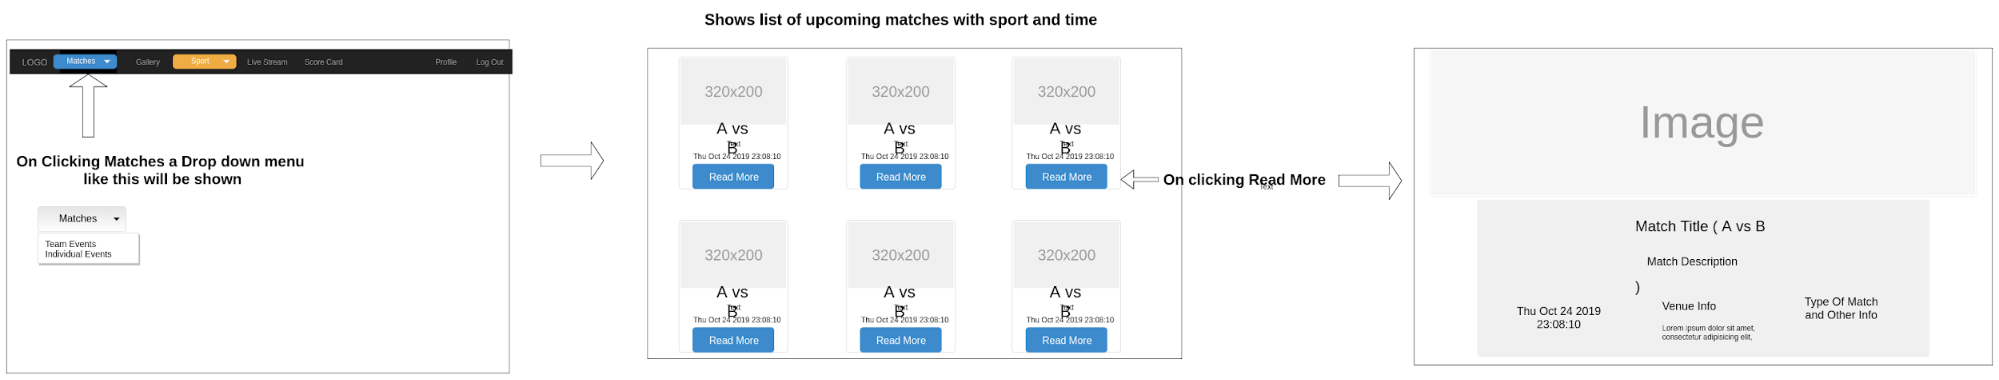 Shows list of upcoming matches with sport and time
LOGO Matches Gallery Sport Live Stream Score Card Profile Log Out
On Clicking Matches a Drop down menu
like this will be shown
Matches
Team Events
Individual Events
320x200 320x200 320x200
A vs A vs A vs
Text Text Text
B B B
Thu Oct 24 2019 23:08:10 Thu Oct 24 2019 23:08:10 Thu Oct 24 2019 23:08:10
Read More Read More Read More
320x200 320x200 320x200
A vs A vs A vs
Text Text Text
B B B
Thu Oct 24 2019 23:08:10 Thu Oct 24 2019 23:08:10 Thu Oct 24 2019 23:08:10
Read More Read More Read More
On clicking Read More
Text
Image
Match Title ( A vs B
Match Description
)
Thu Oct 24 2019
23:08:10
Venue Info
Lorem ipsum dolor sit amet,
consectetur adipisicing elit,
Type Of Match
and Other Info